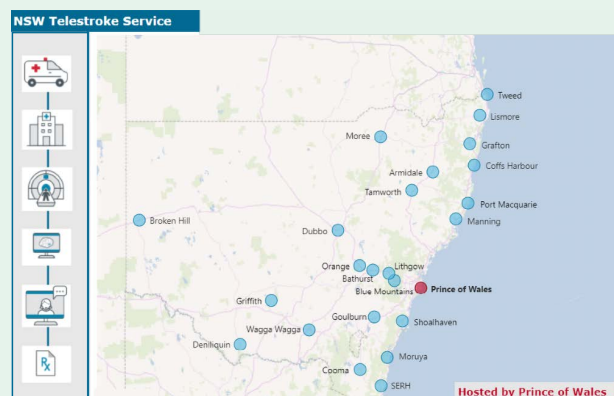 NSW Telestroke Service
Tweed
Lismore
Moree
Grafton
Coffs Harbour
Armidale
Tamworth
Port Macquarie
Manning
Broken Hill
Dubbo
Orange
Lithgow
Bathurst
Blue Mountains
Prince of Wales
Griffith
Goulburn
Shoalhaven
Wagga Wagga
Deniliquin
Moruya
Cooma
SERH
Rx
Hosted by Prince of Wales